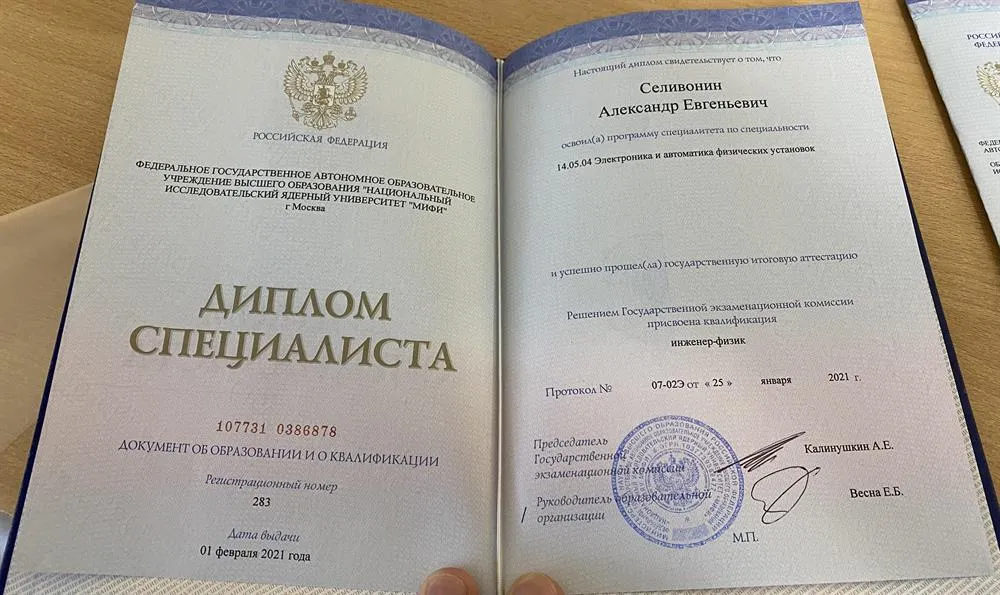 РОССИЙСКАЯ ФЕДЕРАЦИЯ
ФЕДЕРАЛЬНОЕ ГОСУДАРСТВЕННОЕ АВТОНОМНОЕ ОБРАЗОВАТЕЛЬНОЕ
УЧРЕЖДЕНИЕ ВЫСШЕГО ОБРАЗОВАНИЯ "НАЦИОНАЛЬНЫЙ
ИССЛЕДОВАТЕЛЬСКИЙ ЯДЕРНЫЙ УНИВЕРСИТЕТ "МИФИ"
г Москва
ДИПЛОМ
СПЕЦИАЛИСТА
107731 0386878
ДОКУМЕНТ ОБ ОБРАЗОВАНИИ И О КВАЛИФИКАЦИИ
Регистрационный номер
283
Дата выдачи
01 февраля 2021 года
Настоящий диплом свидетельствует о том, что
Селивонин
Александр Евгеньевич
освоил(а) программу специалитета по специальности
14.05.04 Электроника и автоматика физических установок
и успешно прошел(ла) государственную итоговую аттестацию
Решением Государственной экзаменационной комиссии
присвоена квалификация
инженер-физик
Протокол № 07-02Э от « 25 » января 2021 г.
Председатель
Государственной
экзаменационной комиссии
Калинушкин А.Е.
Руководитель образовательной
организации
Весна Е.Б.
М.П.